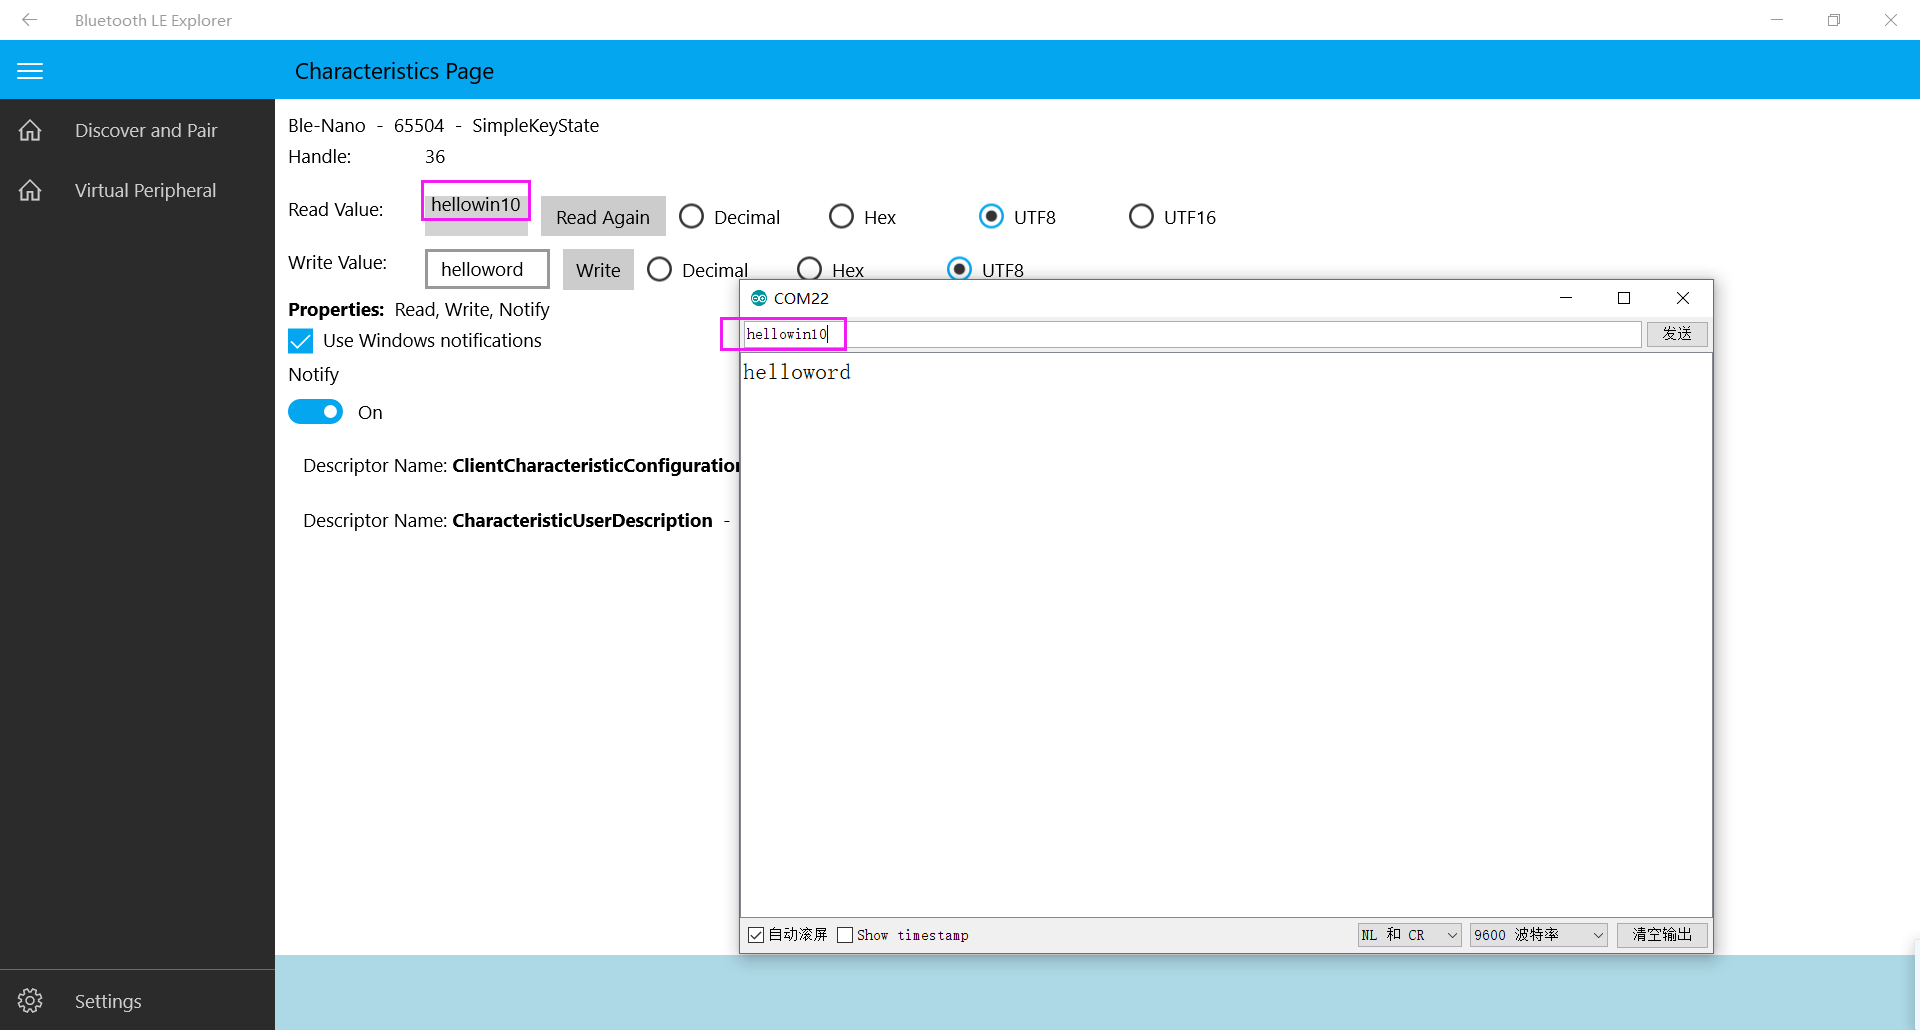 Bluetooth LE Explorer
Characteristics Page
Discover and Pair
Virtual Peripheral
Settings
Ble-Nano - 65504 - SimpleKeyState
Handle: 36
Read Value: hellowin10 Read Again Decimal Hex UTF8 UTF16
Write Value: helloword Write Decimal Hex UTF8
Properties: Read, Write, Notify
Use Windows notifications
Notify
On
Descriptor Name: ClientCharacteristicConfiguration
Descriptor Name: CharacteristicUserDescription -
COM22
hellowin10 发送
helloword
自动滚屏 Show timestamp NL 和 CR 9600 波特率 清空输出